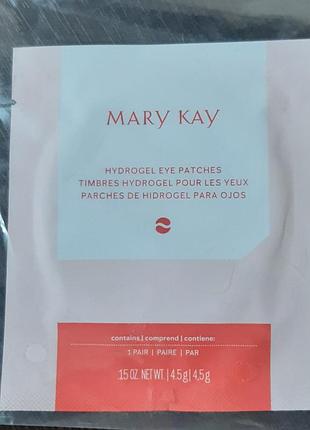 MARY KAY
HYDROGEL EYE PATCHES
TIMBRES HYDROGEL POUR LES YEUX
PARCHES DE HIDROGEL PARA OJOS
contains | comprend | contiene:
1 PAIR | PAIRE | PAR
.15 OZ. NET WT. | 4.5 g | 4,5 g